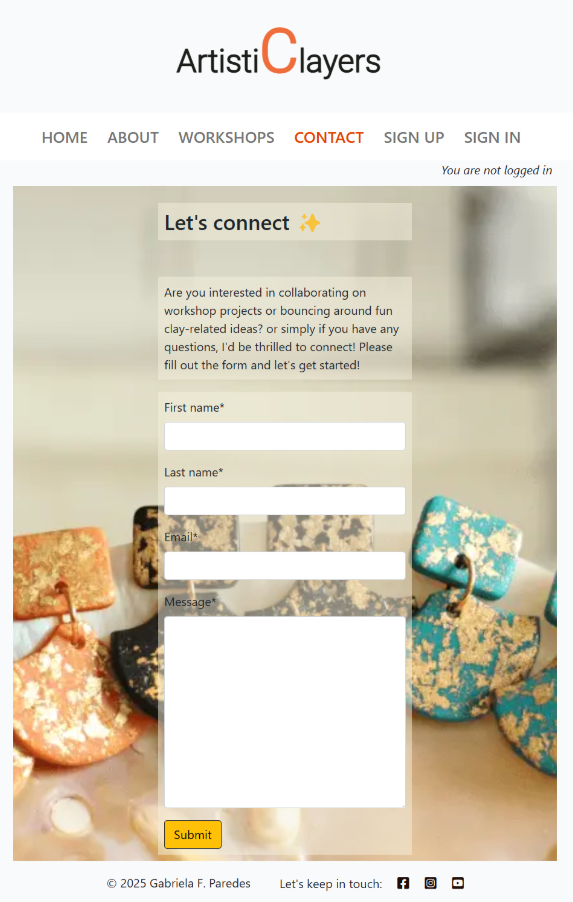 ArtistiClayers
HOME ABOUT WORKSHOPS CONTACT SIGN UP SIGN IN
You are not logged in
Let's connect ✨
Are you interested in collaborating on
workshop projects or bouncing around fun
clay-related ideas? or simply if you have any
questions, I'd be thrilled to connect! Please
fill out the form and let's get started!
First name*
Last name*
Email*
Message*
Submit
© 2025 Gabriela F. Paredes Let's keep in touch: